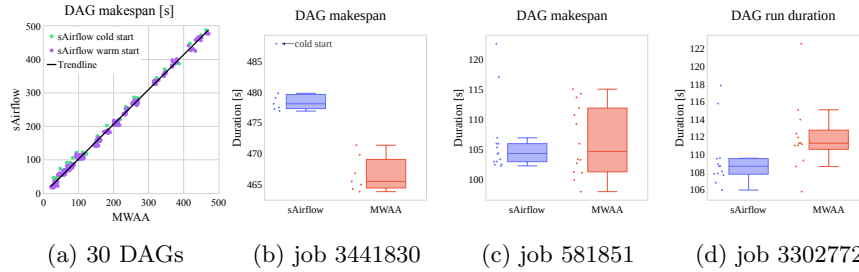 DAG makespan [s]
sAirflow cold start
sAirflow warm start
Trendline
500
400
300
200
100
0
sAirflow
0 100 200 300 400 500
MWAA
(a) 30 DAGs
DAG makespan
cold start
485
480
475
470
465
Duration [s]
sAirflow MWAA
(b) job 3441830
DAG makespan
120
115
110
105
100
Duration [s]
sAirflow MWAA
(c) job 581851
DAG run duration
122
120
118
116
114
112
110
108
106
Duration [s]
sAirflow MWAA
(d) job 3302772